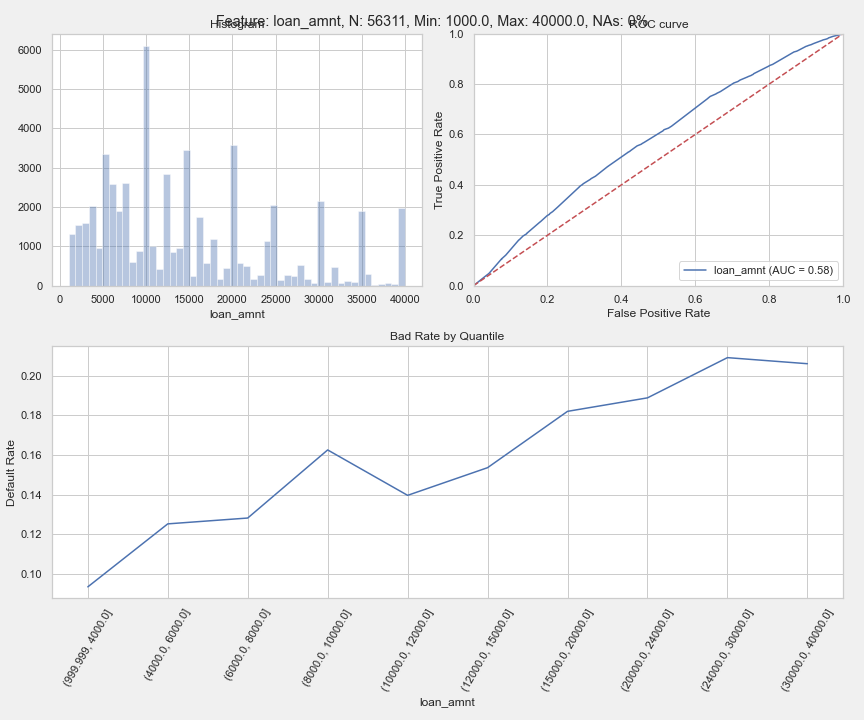 Feature: loan_amnt, N: 56311, Min: 1000.0, Max: 40000.0, NAs: 0%
Histogram
6000
5000
4000
3000
2000
1000
0
0 5000 10000 15000 20000 25000 30000 35000 40000
loan_amnt
ROC curve
True Positive Rate
1.0
0.8
0.6
0.4
0.2
0.0
loan_amnt (AUC = 0.58)
0.0 0.2 0.4 0.6 0.8 1.0
False Positive Rate
Bad Rate by Quantile
Default Rate
0.20
0.18
0.16
0.14
0.12
0.10
(999.999, 4000.0]
(4000.0, 6000.0]
(6000.0, 8000.0]
(8000.0, 10000.0]
(10000.0, 12000.0]
(12000.0, 15000.0]
(15000.0, 20000.0]
(20000.0, 24000.0]
(24000.0, 30000.0]
(30000.0, 40000.0]
loan_amnt